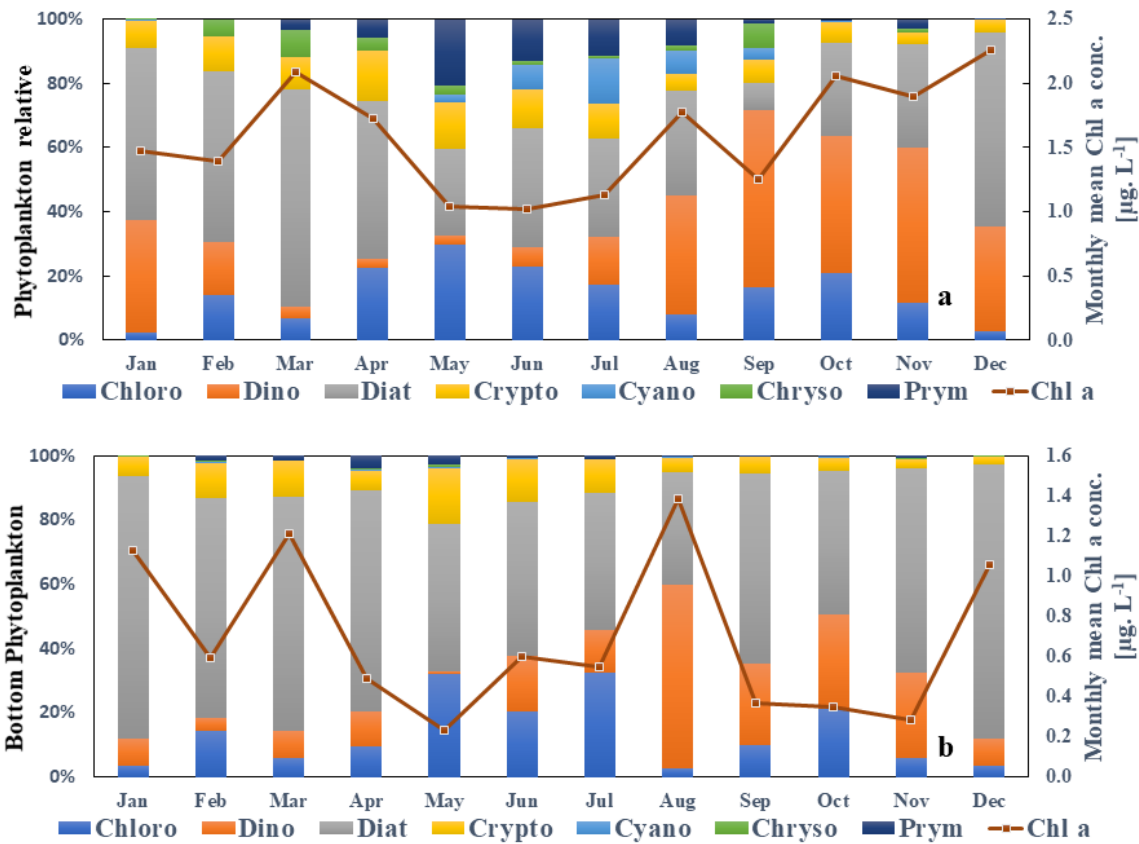 Phytoplankton relative
100%
80%
60%
40%
20%
0%
2.5
2.0
1.5
1.0
0.5
0.0
Monthly mean Chl a conc.
[µg. L-1]
a
Jan Feb Mar Apr May Jun Jul Aug Sep Oct Nov Dec
Chloro Dino Diat Crypto Cyano Chryso Prym Chl a
Bottom Phytoplankton
100%
80%
60%
40%
20%
0%
1.6
1.4
1.2
1.0
0.8
0.6
0.4
0.2
0.0
Monthly mean Chl a conc.
[µg. L-1]
b
Jan Feb Mar Apr May Jun Jul Aug Sep Oct Nov Dec
Chloro Dino Diat Crypto Cyano Chryso Prym Chl a